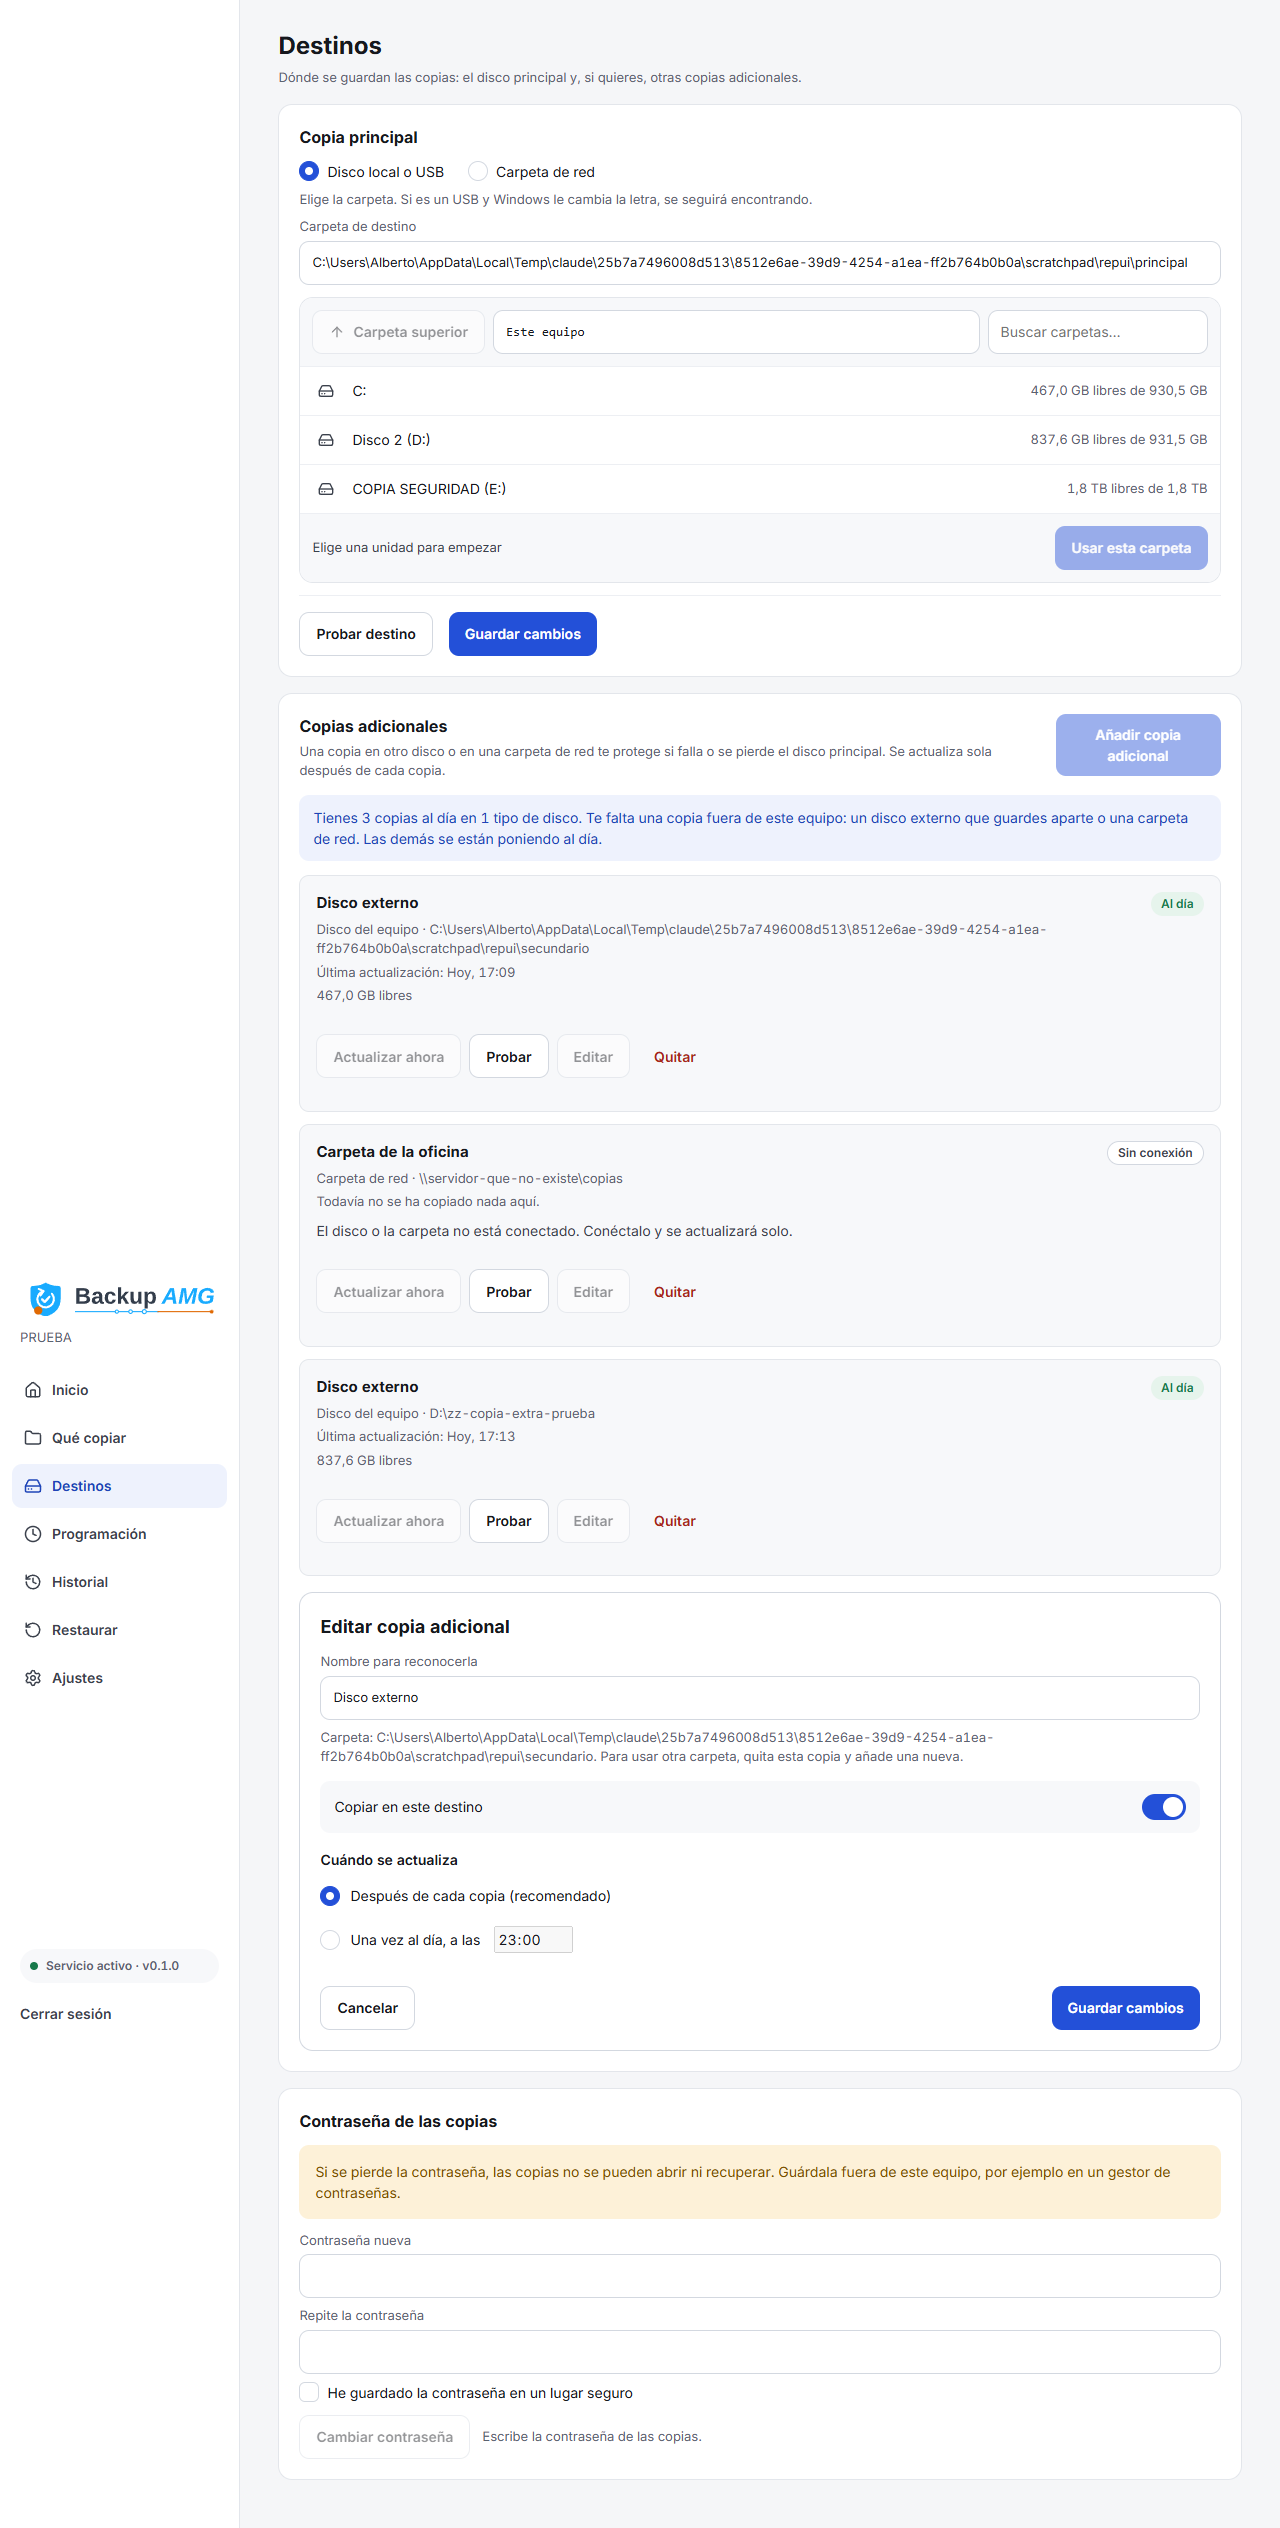 Destinos
Dónde se guardan las copias: el disco principal y, si quieres, otras copias adicionales.
Copia principal
Disco local o USB
Carpeta de red
Elige la carpeta. Si es un USB y Windows le cambia la letra, se seguirá encontrando.
Carpeta de destino
C:\Users\Alberto\AppData\Local\Temp\claude\25b7a7496008d513\8512e6ae-39d9-4254-a1ea-ff2b764b0b0a\scratchpad\repui\principal
Carpeta superior
Este equipo
Buscar carpetas...
C:
467,0 GB libres de 930,5 GB
Disco 2 (D:)
837,6 GB libres de 931,5 GB
COPIA SEGURIDAD (E:)
1,8 TB libres de 1,8 TB
Elige una unidad para empezar
Usar esta carpeta
Probar destino
Guardar cambios
Copias adicionales
Una copia en otro disco o en una carpeta de red te protege si falla o se pierde el disco principal. Se actualiza sola
después de cada copia.
Añadir copia
adicional
Tienes 3 copias al día en 1 tipo de disco. Te falta una copia fuera de este equipo: un disco externo que guardes aparte o una carpeta
de red. Las demás se están poniendo al día.
Disco externo
Al día
Disco del equipo · C:\Users\Alberto\AppData\Local\Temp\claude\25b7a7496008d513\8512e6ae-39d9-4254-a1ea-
ff2b764b0b0a\scratchpad\repui\secundario
Última actualización: Hoy, 17:09
467,0 GB libres
Actualizar ahora
Probar
Editar
Quitar
Carpeta de la oficina
Sin conexión
Carpeta de red · \\servidor-que-no-existe\copias
Todavía no se ha copiado nada aquí.
El disco o la carpeta no está conectado. Conéctalo y se actualizará solo.
Actualizar ahora
Probar
Editar
Quitar
Disco externo
Al día
Disco del equipo · D:\zz-copia-extra-prueba
Última actualización: Hoy, 17:13
837,6 GB libres
Actualizar ahora
Probar
Editar
Quitar
Editar copia adicional
Nombre para reconocerla
Disco externo
Carpeta: C:\Users\Alberto\AppData\Local\Temp\claude\25b7a7496008d513\8512e6ae-39d9-4254-a1ea-
ff2b764b0b0a\scratchpad\repui\secundario. Para usar otra carpeta, quita esta copia y añade una nueva.
Copiar en este destino
Cuándo se actualiza
Después de cada copia (recomendado)
Una vez al día, a las
23:00
Cancelar
Guardar cambios
Contraseña de las copias
Si se pierde la contraseña, las copias no se pueden abrir ni recuperar. Guárdala fuera de este equipo, por ejemplo en un gestor de
contraseñas.
Contraseña nueva
Repite la contraseña
He guardado la contraseña en un lugar seguro
Cambiar contraseña
Escribe la contraseña de las copias.
Backup AMG
PRUEBA
Inicio
Qué copiar
Destinos
Programación
Historial
Restaurar
Ajustes
Servicio activo · v0.1.0
Cerrar sesión